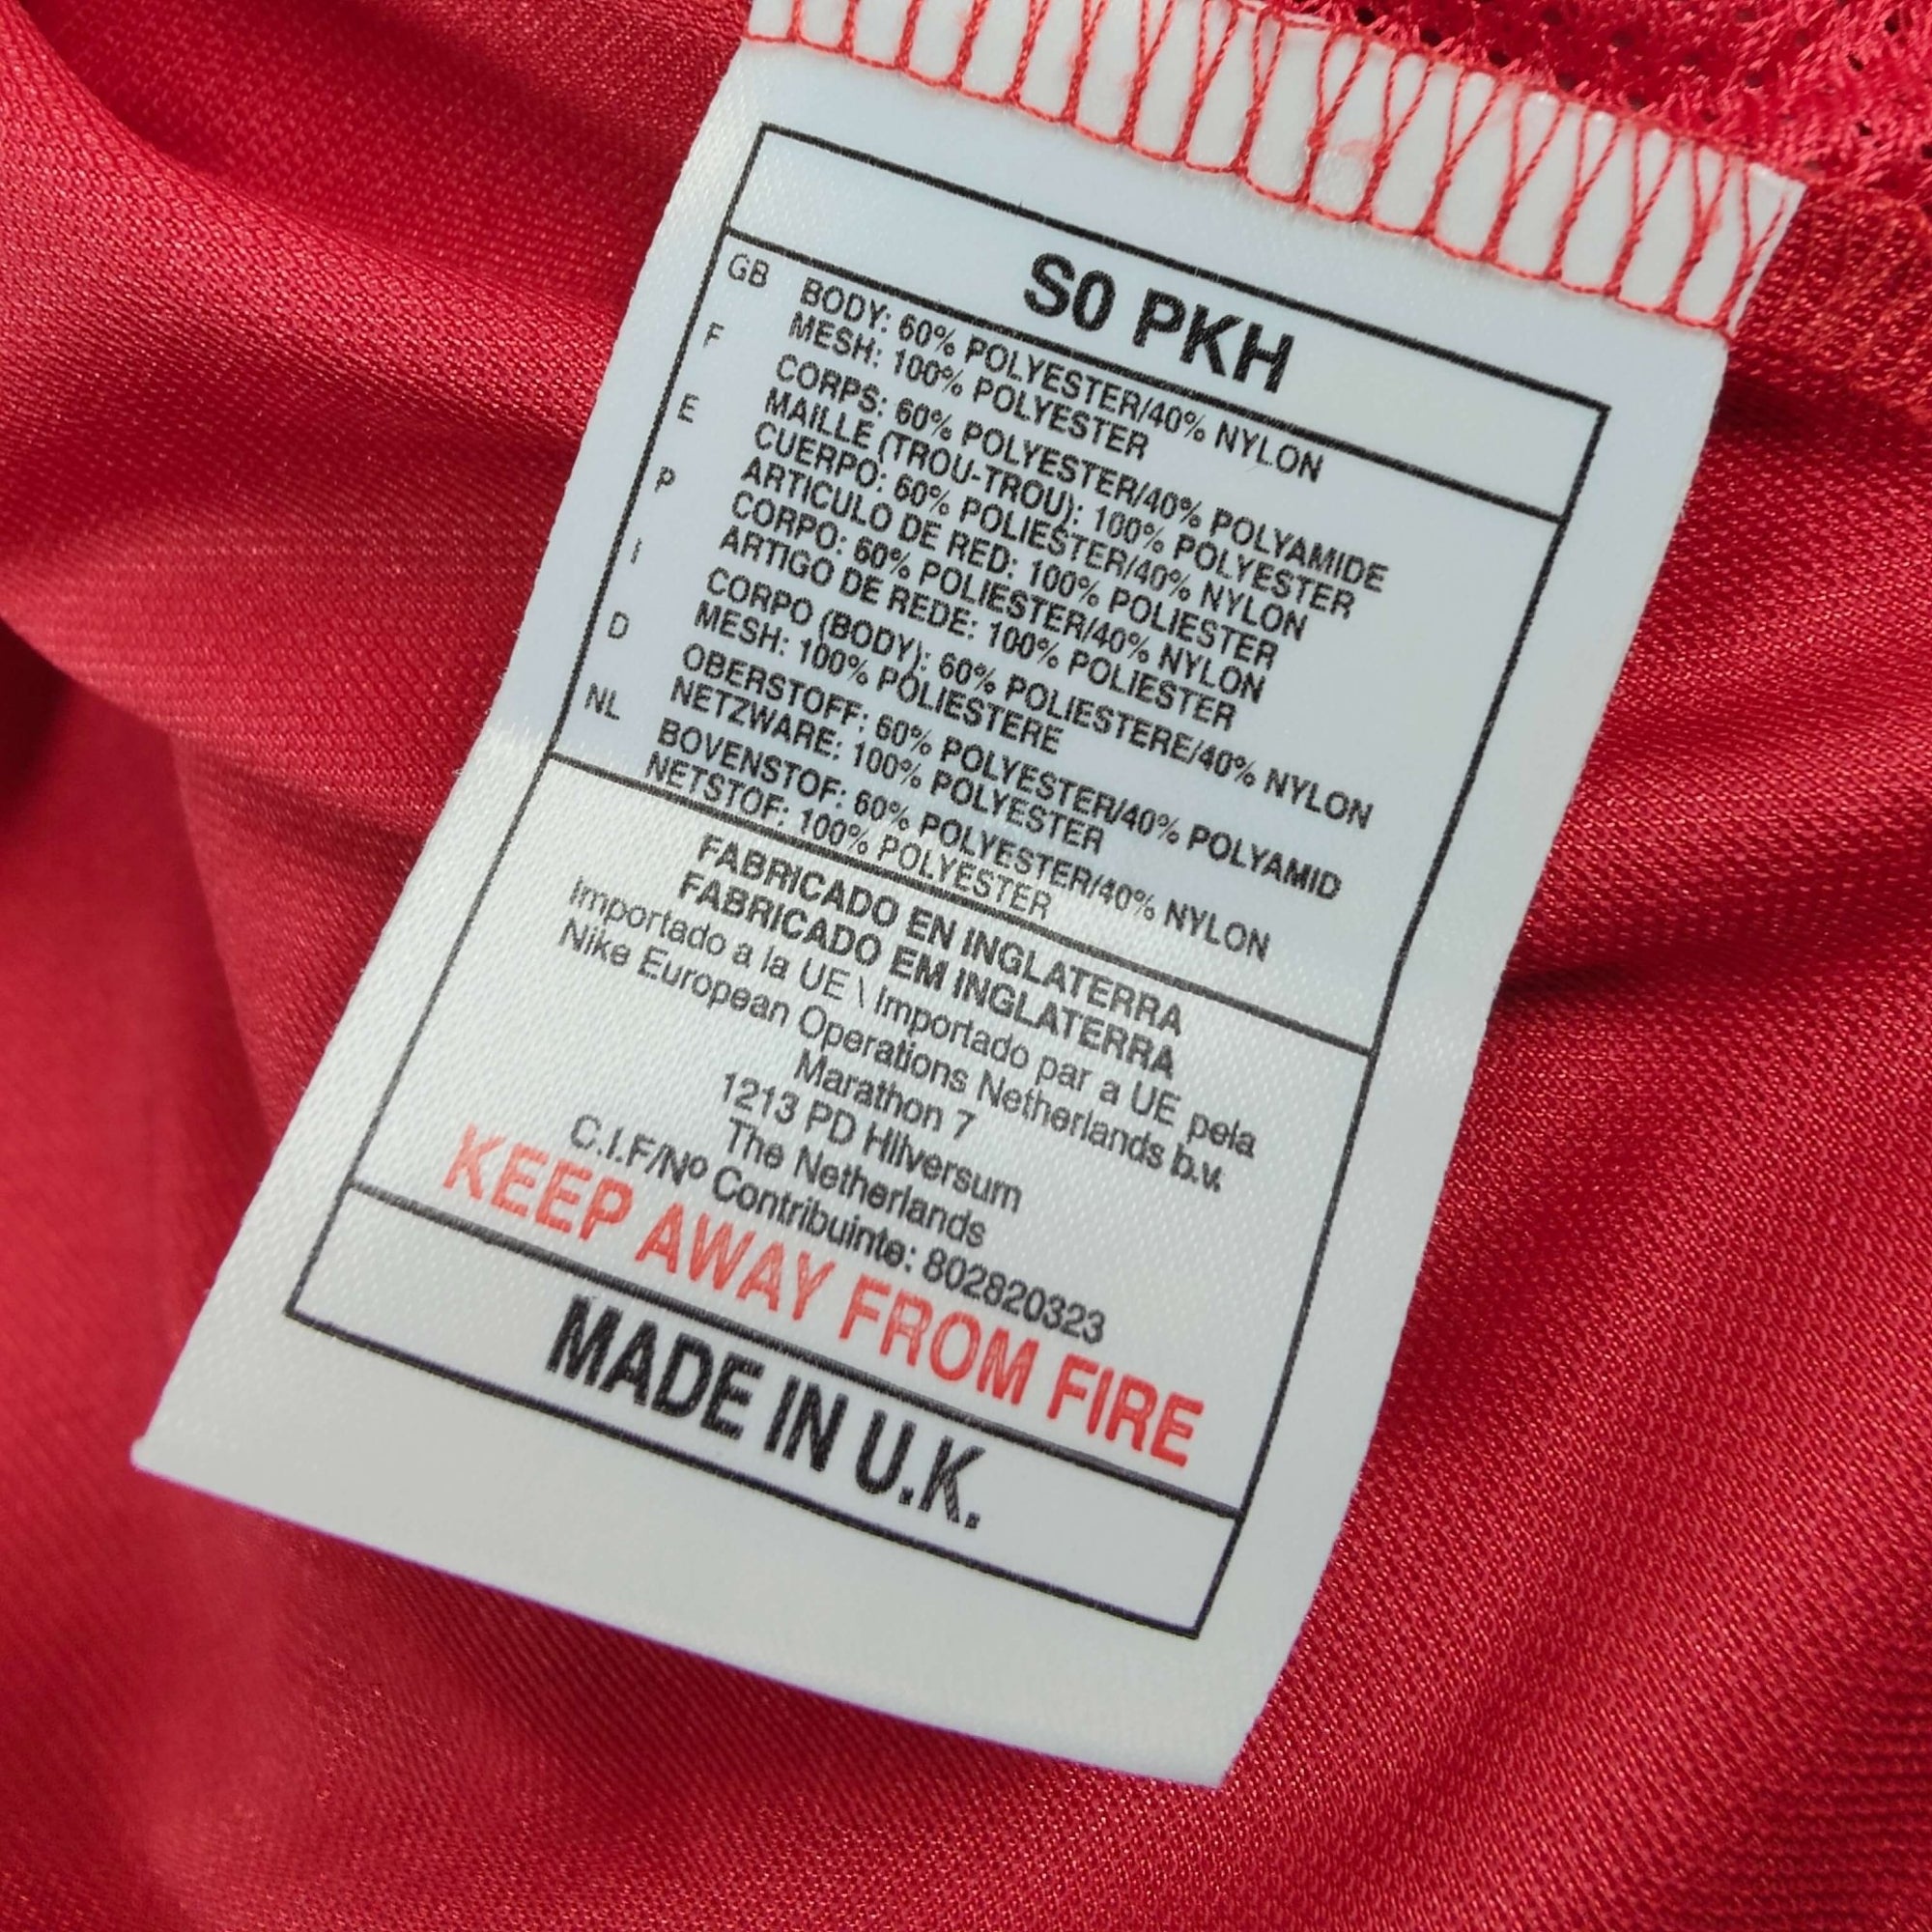 S0 PKH
GB BODY: 60% POLYESTER/40% NYLON
MESH: 100% POLYESTER
F CORPS: 60% POLYESTER/40% POLYAMIDE
MAILLE (TROU-TROU): 100% POLYESTER
E CUERPO: 60% POLIESTER/40% NYLON
ARTICULO DE RED: 100% POLIESTER
P CORPO: 60% POLIESTER/40% NYLON
ARTIGO DE REDE: 100% POLIESTER
I CORPO (BODY): 60% POLIESTERE/40% NYLON
MESH: 100% POLIESTERE
D OBERSTOFF: 60% POLYESTER/40% POLYAMID
NETZWARE: 100% POLYESTER
NL BOVENSTOF: 60% POLYESTER/40% NYLON
NETSTOF: 100% POLYESTER
FABRICADO EN INGLATERRA
FABRICADO EM INGLATERRA
Importado a la UE \ Importado par a UE pela
Nike European Operations Netherlands b.v.
Marathon 7
1213 PD Hilversum
The Netherlands
C.I.F/Nº Contribuinte: 802820323
KEEP AWAY FROM FIRE
MADE IN U.K.